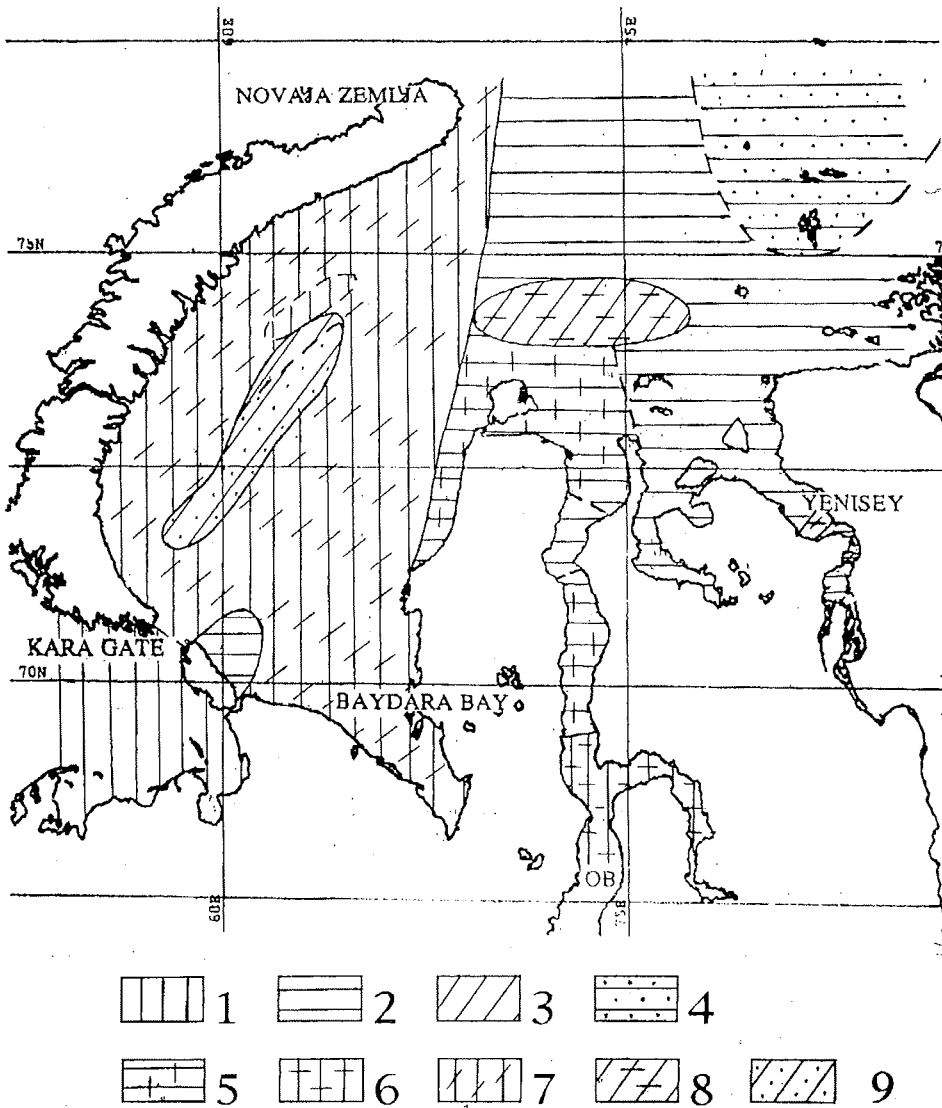 60E
75E
NOVAJA ZEMLJA
75N
YENISEY
KARA GATE
70N
BAYDARA BAY
OB
60E
75E
1 2 3 4
5 6 7 8 9